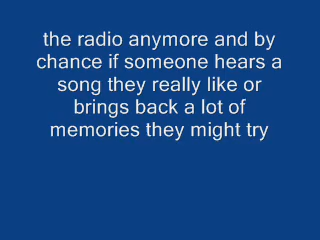 the radio anymore and by
chance if someone hears a
song they really like or
brings back a lot of
memories they might try